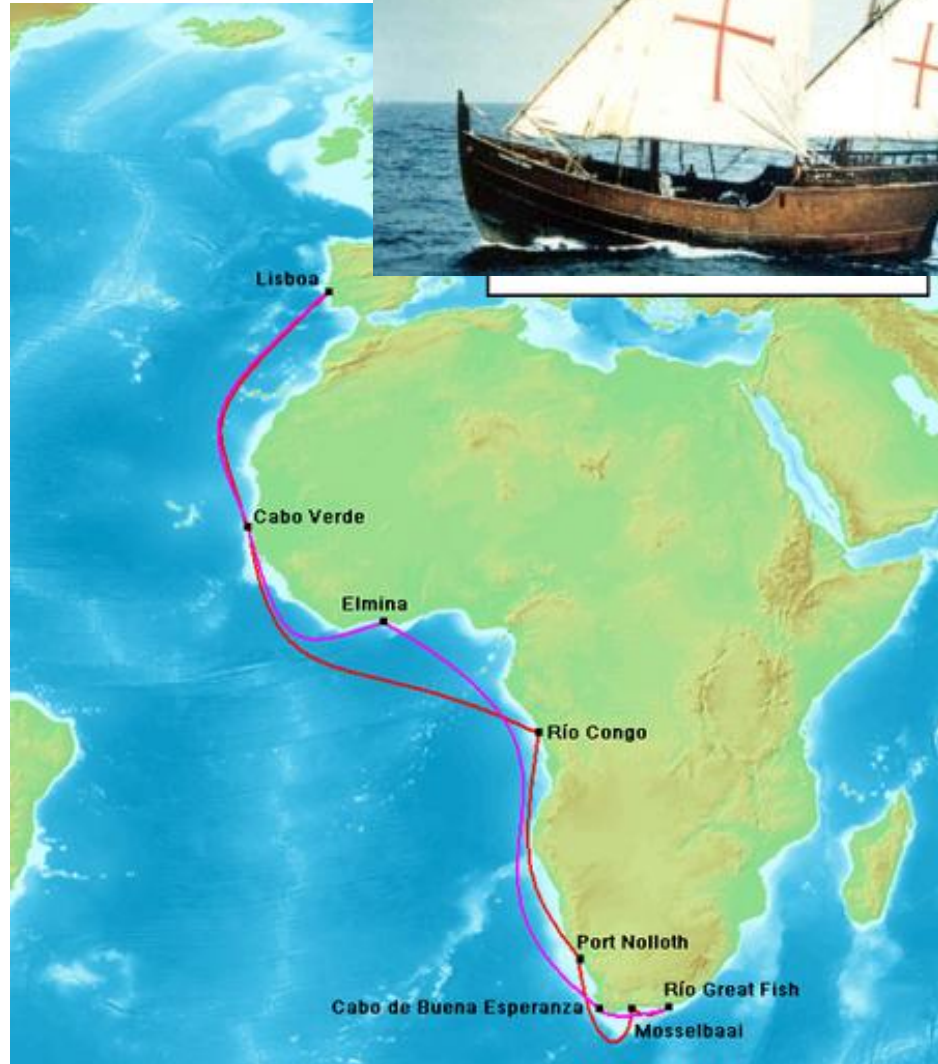 Lisboa
Cabo Verde
Elmina
Río Congo
Port Nolloth
Río Great Fish
Cabo de Buena Esperanza
Mosselbaai